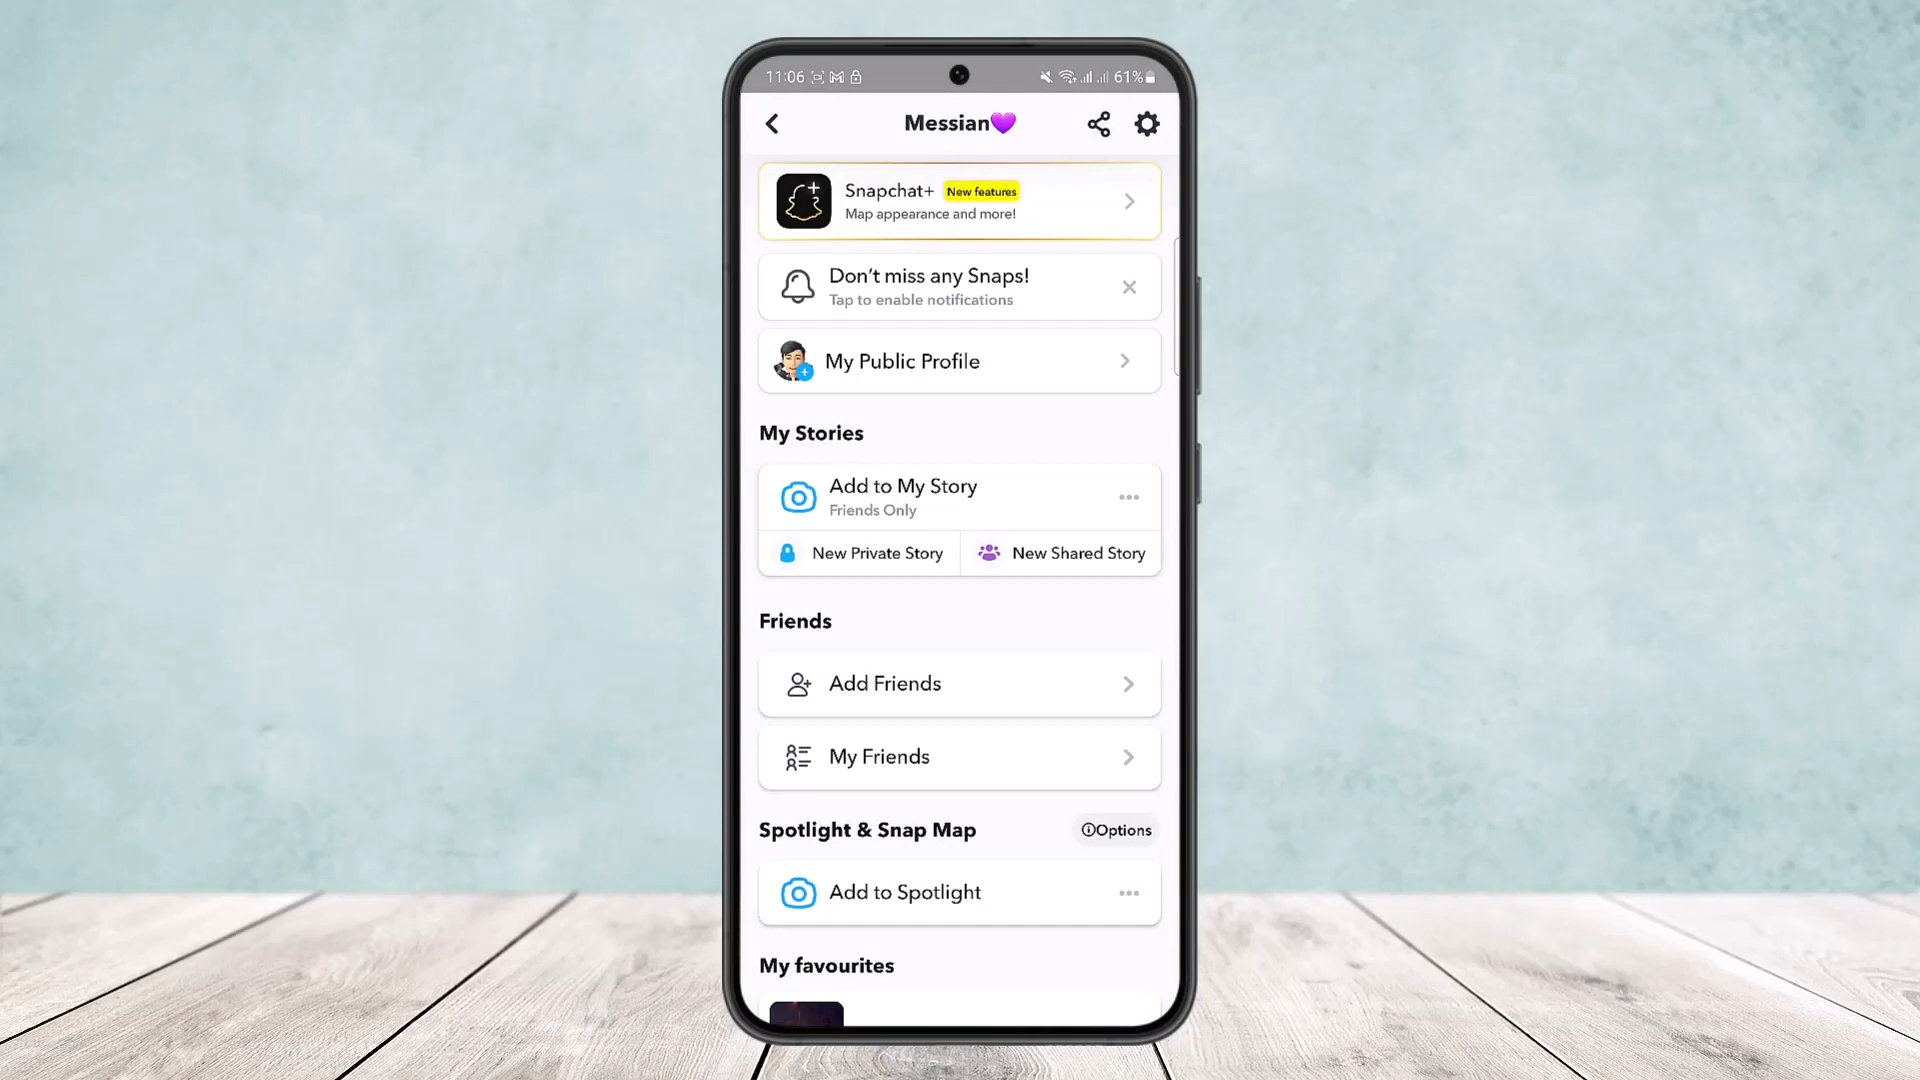 11:06 61%
Messian💜
Snapchat+ New features
Map appearance and more!
Don't miss any Snaps!
Tap to enable notifications
My Public Profile
My Stories
Add to My Story
Friends Only
New Private Story New Shared Story
Friends
Add Friends
My Friends
Spotlight & Snap Map Options
Add to Spotlight
My favourites